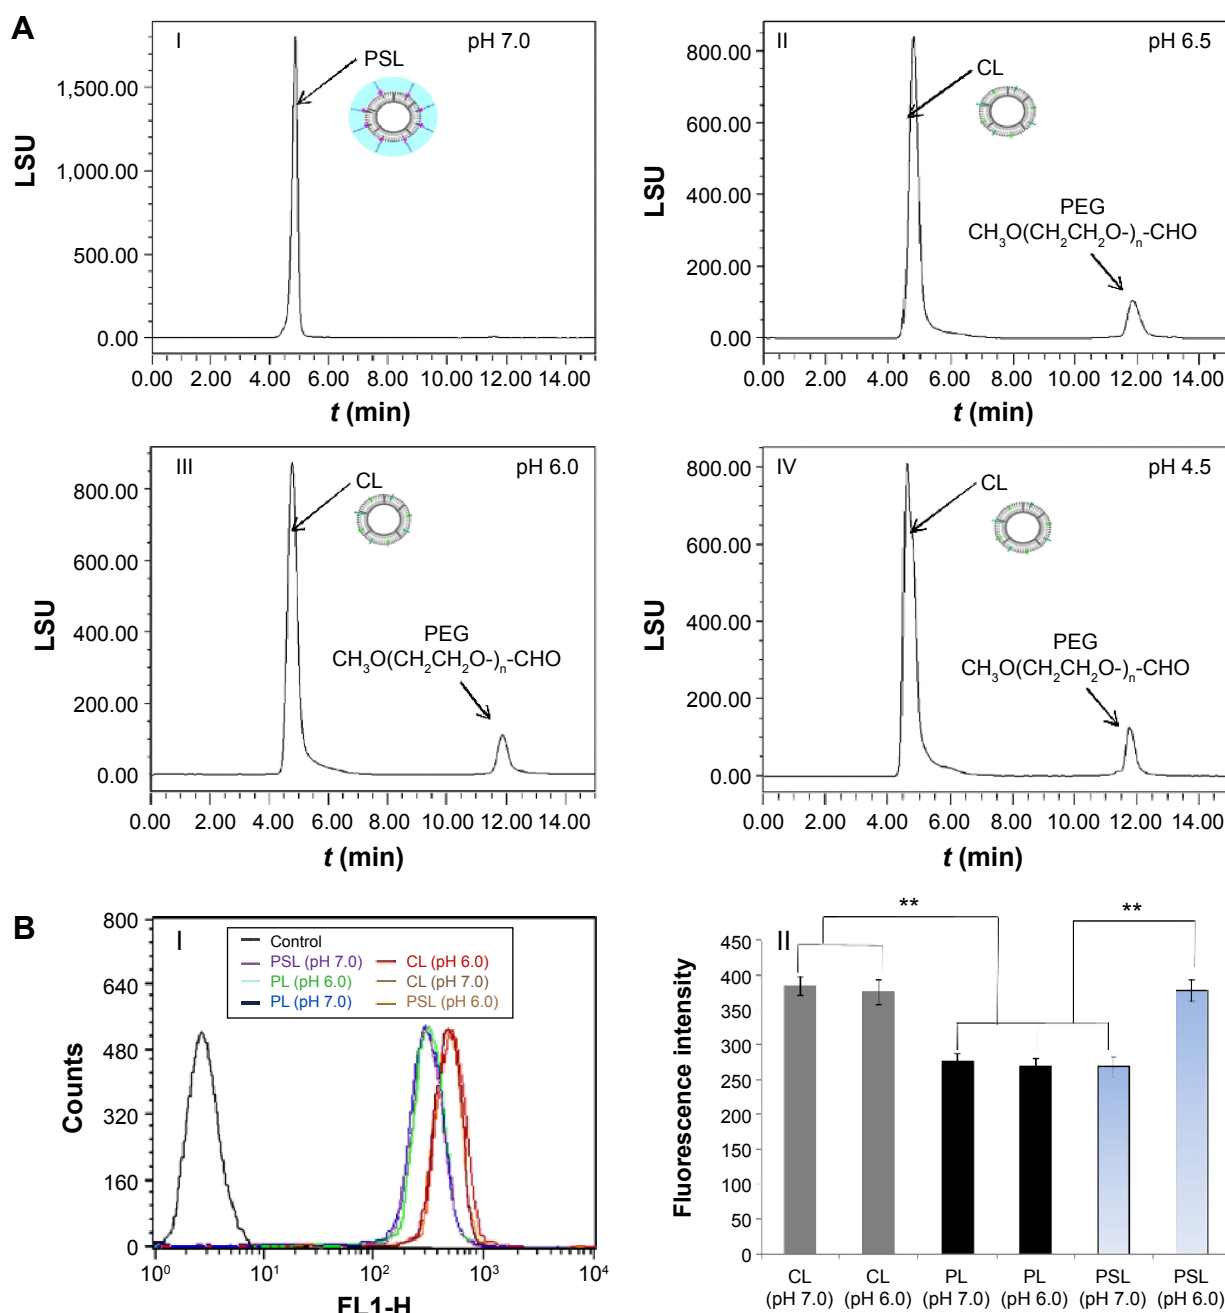 A
I
pH 7.0
PSL
1,500.00
1,000.00
500.00
0.00
LSU
0.00 2.00 4.00 6.00 8.00 10.00 12.00 14.00
t (min)
II
pH 6.5
CL
PEG
CH₃O(CH₂CH₂O-)ₙ-CHO
800.00
600.00
400.00
200.00
0.00
LSU
0.00 2.00 4.00 6.00 8.00 10.00 12.00 14.00
t (min)
III
pH 6.0
CL
PEG
CH₃O(CH₂CH₂O-)ₙ-CHO
800.00
600.00
400.00
200.00
0.00
LSU
0.00 2.00 4.00 6.00 8.00 10.00 12.00 14.00
t (min)
IV
pH 4.5
CL
PEG
CH₃O(CH₂CH₂O-)ₙ-CHO
800.00
600.00
400.00
200.00
0.00
LSU
0.00 2.00 4.00 6.00 8.00 10.00 12.00 14.00
t (min)
B
I
Control
PSL (pH 7.0)
PL (pH 6.0)
PL (pH 7.0)
CL (pH 6.0)
CL (pH 7.0)
PSL (pH 6.0)
800
640
480
320
160
0
Counts
10⁰ 10¹ 10² 10³ 10⁴
FL1-H
II
**
**
450
400
350
300
250
200
150
100
50
0
Fluorescence intensity
CL CL PL PL PSL PSL
(pH 7.0) (pH 6.0) (pH 7.0) (pH 6.0) (pH 7.0) (pH 6.0)